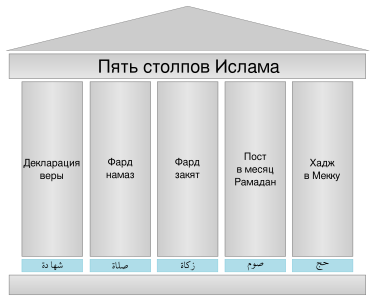 Пять столпов Ислама
Декларация
веры
Фард
намаз
Фард
закят
Пост
в месяц
Рамадан
Хадж
в Мекку
شهادة
صلاة
زكاة
صوم
حج